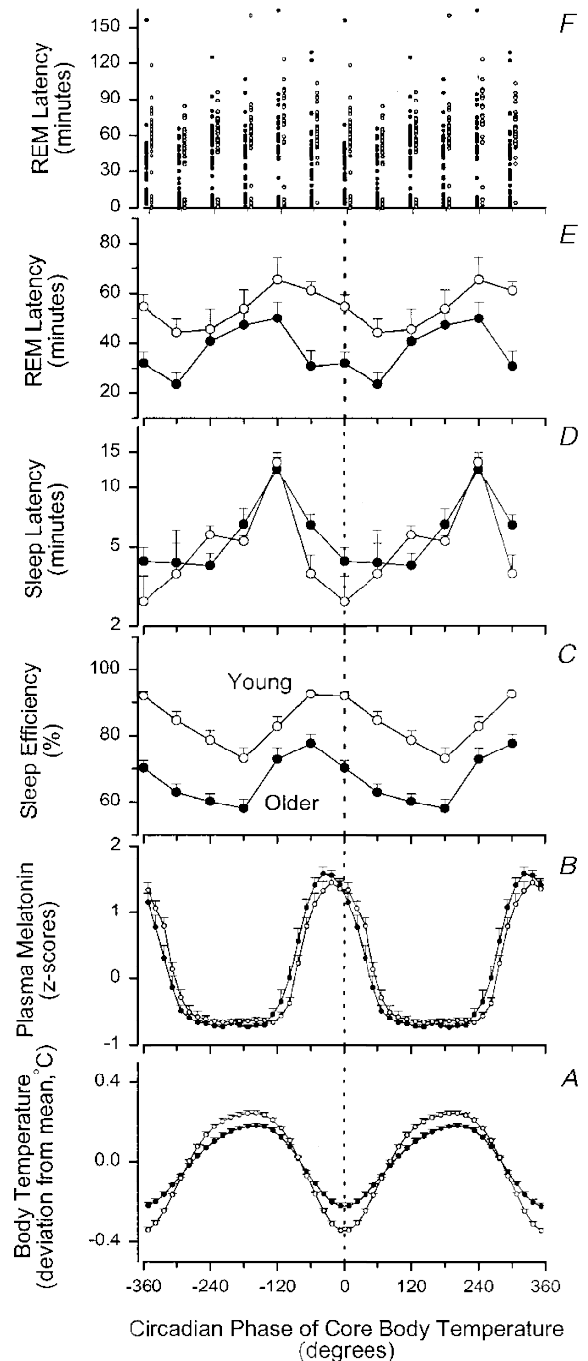 F
REM Latency
(minutes)
150
120
90
60
30
0
E
REM Latency
(minutes)
80
60
40
20
D
Sleep Latency
(minutes)
15
10
5
2
C
Sleep Efficiency
(%)
100
80
60
Young
Older
B
Plasma Melatonin
(z-scores)
2
1
0
-1
A
Body Temperature
(deviation from mean,°C)
0.4
0.0
-0.4
-360 -240 -120 0 120 240 360
Circadian Phase of Core Body Temperature
(degrees)